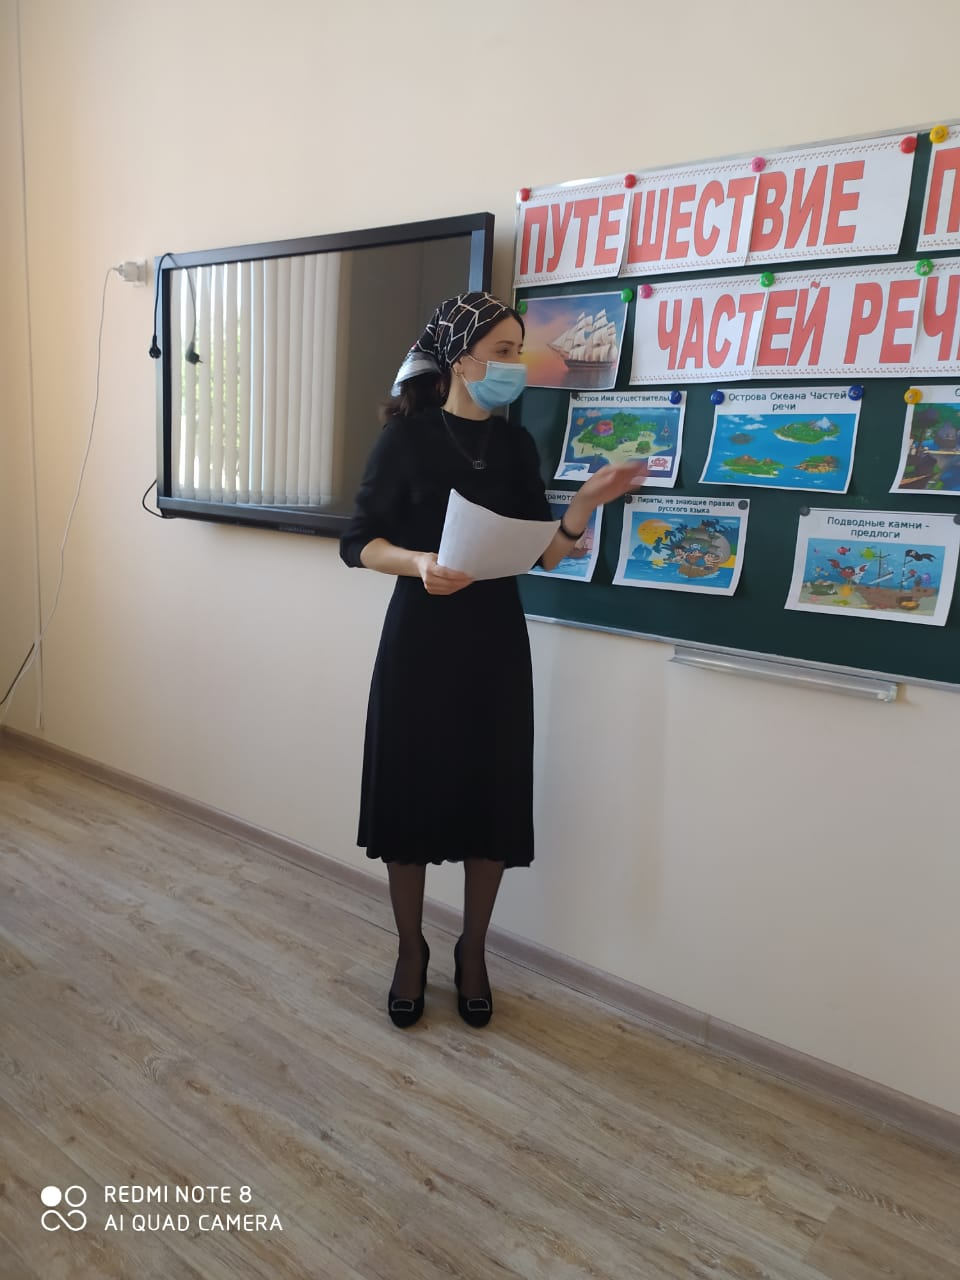 ПУТЕШЕСТВИЕ П
ЧАСТЕЙ РЕЧ
Остров Имя существительн
Острова Океана Частей
речи
Пираты, не знающие правил
русского языка
Подводные камни -
предлоги
REDMI NOTE 8
AI QUAD CAMERA